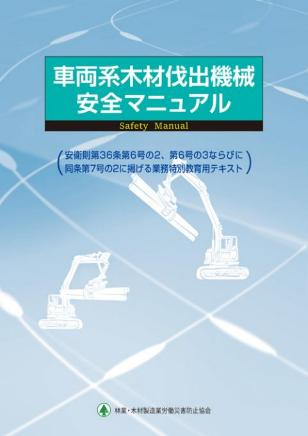 車両系木材伐出機械
安全マニュアル
Safety Manual
安衛則第36条第6号の2、第6号の3ならびに
同条第7号の2に掲げる業務特別教育用テキスト
林業・木材製造業労働災害防止協会